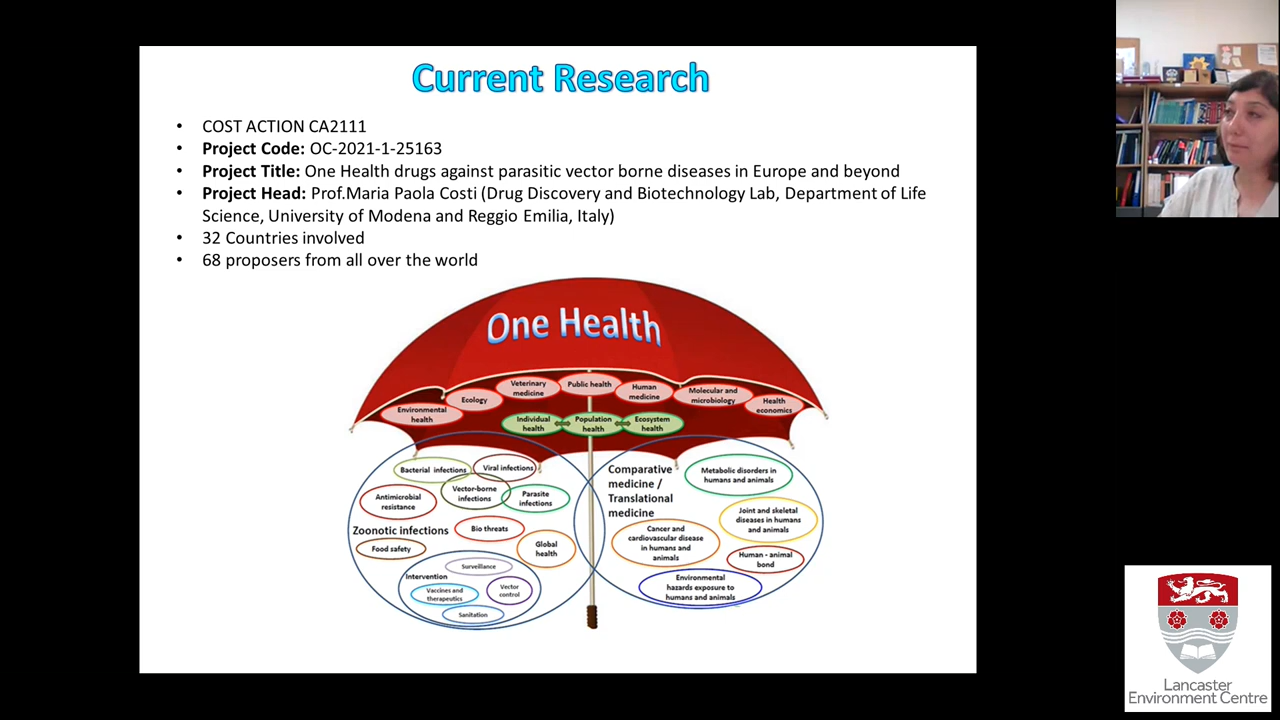 Current Research
• COST ACTION CA2111
• Project Code: OC-2021-1-25163
• Project Title: One Health drugs against parasitic vector borne diseases in Europe and beyond
• Project Head: Prof.Maria Paola Costi (Drug Discovery and Biotechnology Lab, Department of Life
Science, University of Modena and Reggio Emilia, Italy)
• 32 Countries involved
• 68 proposers from all over the world
One Health
Environmental
health
Ecology
Veterinary
medicine
Public health
Human
medicine
Molecular and
microbiology
Health
economics
Individual
health
Population
health
Ecosystem
health
Bacterial infections
Viral infections
Vector-borne
infections
Parasite
infections
Antimicrobial
resistance
Zoonotic infections
Bio threats
Food safety
Global
health
Surveillance
Intervention
Vaccines and
therapeutics
Vector
control
Sanitation
Comparative
medicine /
Translational
medicine
Metabolic disorders in
humans and animals
Joint and skeletal
diseases in humans
and animals
Cancer and
cardiovascular disease
in humans and
animals
Human - animal
bond
Environmental
hazards exposure to
humans and animals
Lancaster
Environment Centre